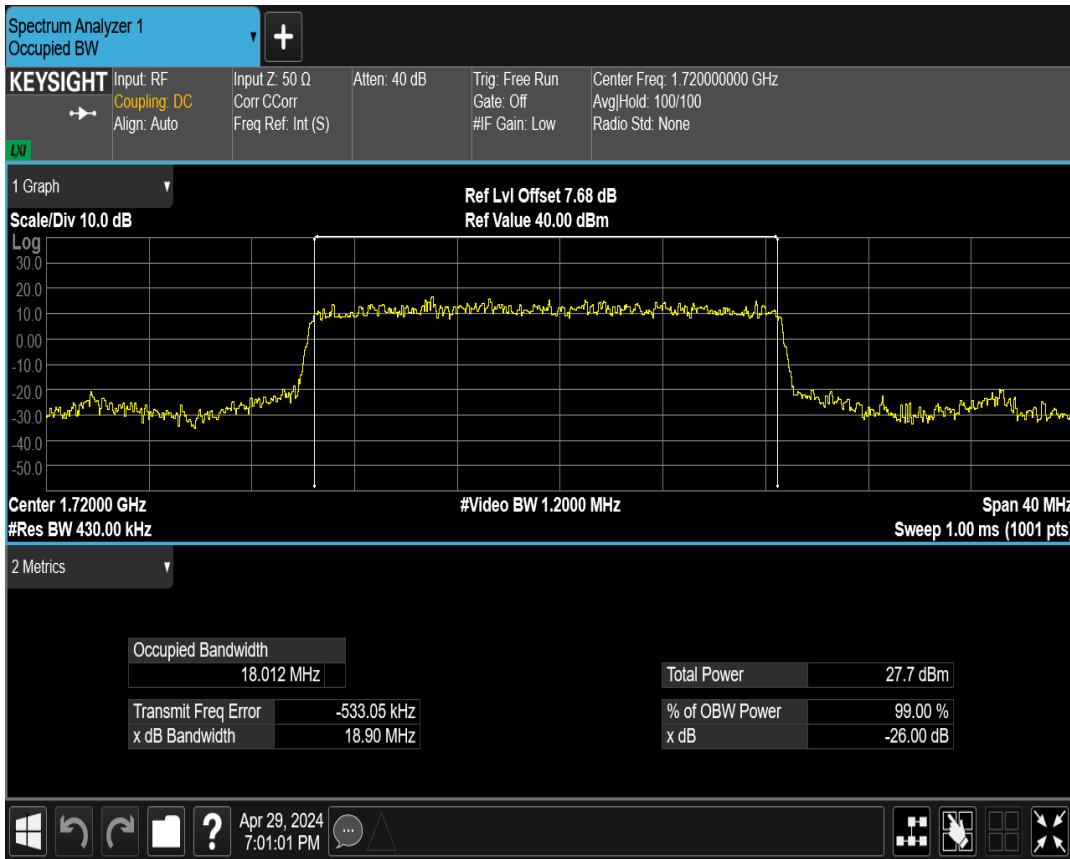 Spectrum Analyzer 1
Occupied BW
+
KEYSIGHT
LXI
Input: RF
Coupling: DC
Align: Auto
Input Z: 50 Ω
Corr CCorr
Freq Ref: Int (S)
Atten: 40 dB
Trig: Free Run
Gate: Off
#IF Gain: Low
Center Freq: 1.720000000 GHz
Avg|Hold: 100/100
Radio Std: None
1 Graph
Scale/Div 10.0 dB
Ref Lvl Offset 7.68 dB
Ref Value 40.00 dBm
Log
30.0
20.0
10.0
0.00
-10.0
-20.0
-30.0
-40.0
-50.0
Center 1.72000 GHz
#Video BW 1.2000 MHz
Span 40 MHz
#Res BW 430.00 kHz
Sweep 1.00 ms (1001 pts)
2 Metrics
Occupied Bandwidth
18.012 MHz
Total Power 27.7 dBm
Transmit Freq Error -533.05 kHz
% of OBW Power 99.00 %
x dB Bandwidth 18.90 MHz
x dB -26.00 dB
?
Apr 29, 2024
7:01:01 PM